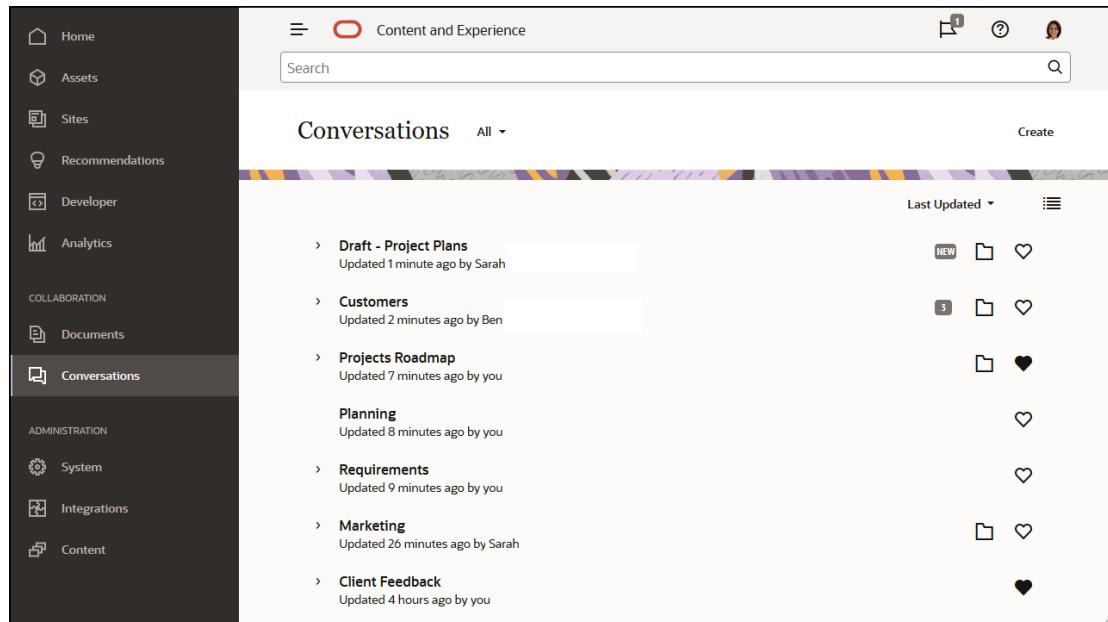 Home
Assets
Sites
Recommendations
Developer
Analytics
COLLABORATION
Documents
Conversations
ADMINISTRATION
System
Integrations
Content
Content and Experience
1
Search
Conversations All
Create
Last Updated
Draft - Project Plans
Updated 1 minute ago by Sarah
NEW
Customers
Updated 2 minutes ago by Ben
3
Projects Roadmap
Updated 7 minutes ago by you
Planning
Updated 8 minutes ago by you
Requirements
Updated 9 minutes ago by you
Marketing
Updated 26 minutes ago by Sarah
Client Feedback
Updated 4 hours ago by you